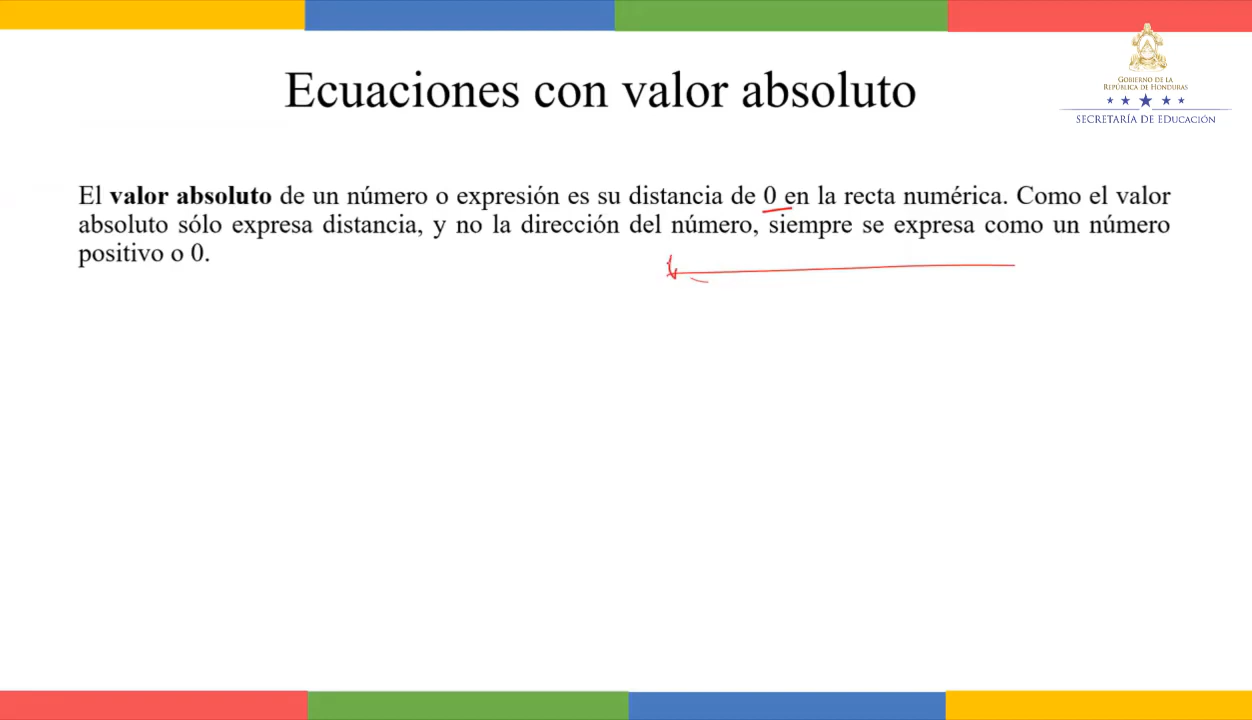 Ecuaciones con valor absoluto
GOBIERNO DE LA
REPÚBLICA DE HONDURAS
SECRETARÍA DE EDUCACIÓN
El valor absoluto de un número o expresión es su distancia de 0 en la recta numérica. Como el valor
absoluto sólo expresa distancia, y no la dirección del número, siempre se expresa como un número
positivo o 0.